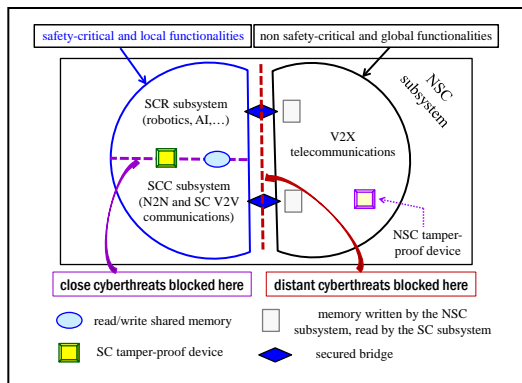 safety-critical and local functionalities
non safety-critical and global functionalities
NSC
subsystem
SCR subsystem
(robotics, AI,…)
V2X
telecommunications
SCC subsystem
(N2N and SC V2V
communications)
NSC tamper-
proof device
close cyberthreats blocked here
distant cyberthreats blocked here
read/write shared memory
memory written by the NSC
subsystem, read by the SC subsystem
SC tamper-proof device
secured bridge